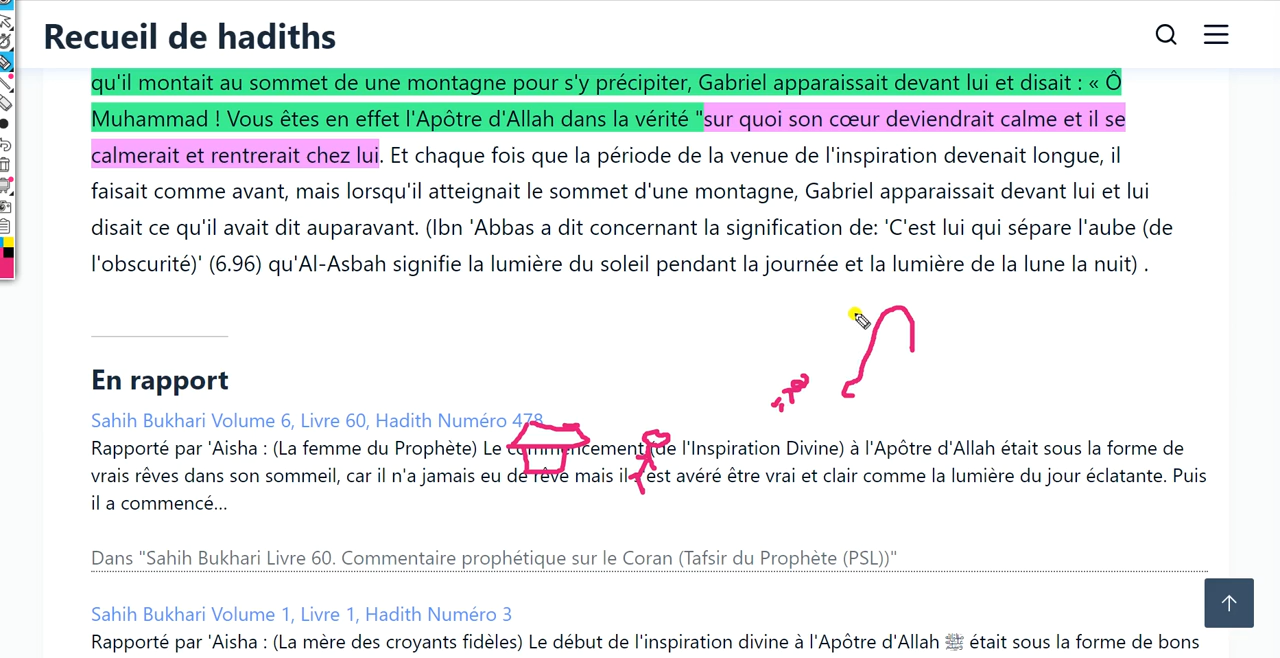 Recueil de hadiths
qu'il montait au sommet de une montagne pour s'y précipiter, Gabriel apparaissait devant lui et disait : « Ô
Muhammad ! Vous êtes en effet l'Apôtre d'Allah dans la vérité "sur quoi son cœur deviendrait calme et il se
calmerait et rentrerait chez lui. Et chaque fois que la période de la venue de l'inspiration devenait longue, il
faisait comme avant, mais lorsqu'il atteignait le sommet d'une montagne, Gabriel apparaissait devant lui et lui
disait ce qu'il avait dit auparavant. (Ibn 'Abbas a dit concernant la signification de: 'C'est lui qui sépare l'aube (de
l'obscurité)' (6.96) qu'Al-Asbah signifie la lumière du soleil pendant la journée et la lumière de la lune la nuit) .
En rapport
Sahih Bukhari Volume 6, Livre 60, Hadith Numéro 478
Rapporté par 'Aisha : (La femme du Prophète) Le commencement (de l'Inspiration Divine) à l'Apôtre d'Allah était sous la forme de
vrais rêves dans son sommeil, car il n'a jamais eu de rêve mais il s'est avéré être vrai et clair comme la lumière du jour éclatante. Puis
il a commencé…
Dans "Sahih Bukhari Livre 60. Commentaire prophétique sur le Coran (Tafsir du Prophète (PSL))"
Sahih Bukhari Volume 1, Livre 1, Hadith Numéro 3
Rapporté par 'Aisha : (La mère des croyants fidèles) Le début de l'inspiration divine à l'Apôtre d'Allah ﷺ était sous la forme de bons